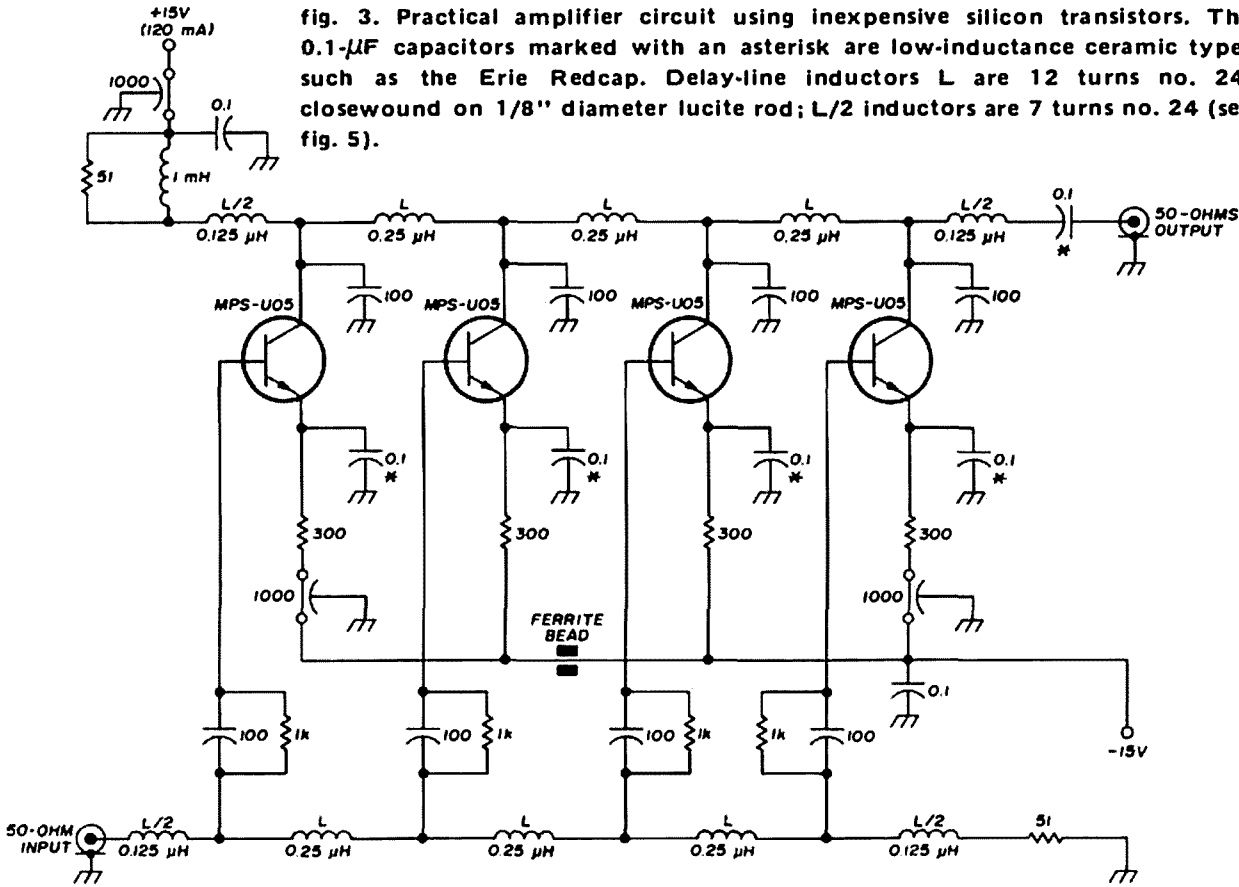 +15V
(120 mA)
fig. 3. Practical amplifier circuit using inexpensive silicon transistors. Th
0.1-μF capacitors marked with an asterisk are low-inductance ceramic type
such as the Erie Redcap. Delay-line inductors L are 12 turns no. 24
closewound on 1/8" diameter lucite rod; L/2 inductors are 7 turns no. 24 (se
fig. 5).
1000
0.1
51
1 mH
L/2
0.125 μH
L
0.25 μH
L
0.25 μH
L
0.25 μH
L/2
0.125 μH
0.1
*
50-OHMS
OUTPUT
100
100
100
100
MPS-U05
MPS-U05
MPS-U05
MPS-U05
0.1
*
0.1
*
0.1
*
0.1
*
300
300
300
300
1000
1000
FERRITE
BEAD
0.1
-15V
100
1k
100
1k
100
1k
1k
100
50-OHM
INPUT
L/2
0.125 μH
L
0.25 μH
L
0.25 μH
L
0.25 μH
L/2
0.125 μH
51